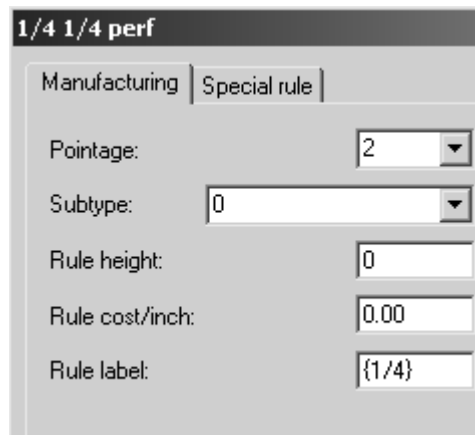 1/4 1/4 perf
Manufacturing Special rule
Pointage: 2
Subtype: 0
Rule height: 0
Rule cost/inch: 0.00
Rule label: {1/4}